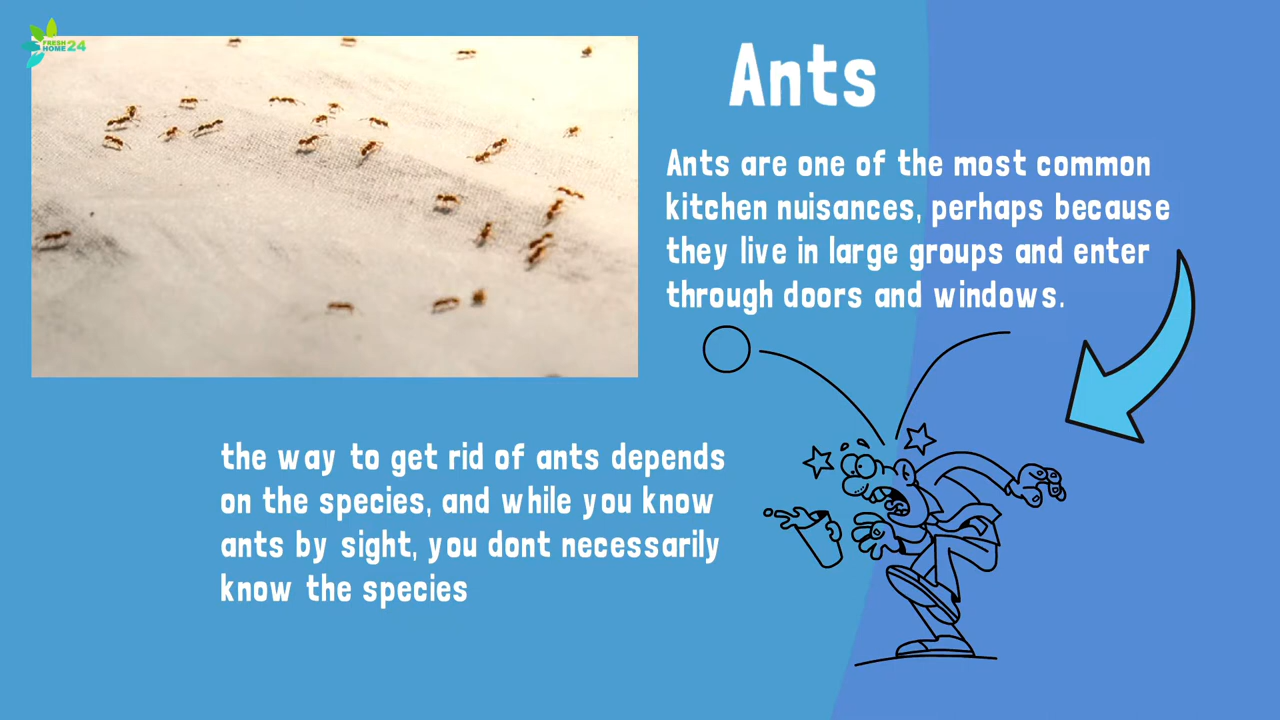 FRESH
HOME 24
Ants
Ants are one of the most common
kitchen nuisances, perhaps because
they live in large groups and enter
through doors and windows.
the way to get rid of ants depends
on the species, and while you know
ants by sight, you dont necessarily
know the species